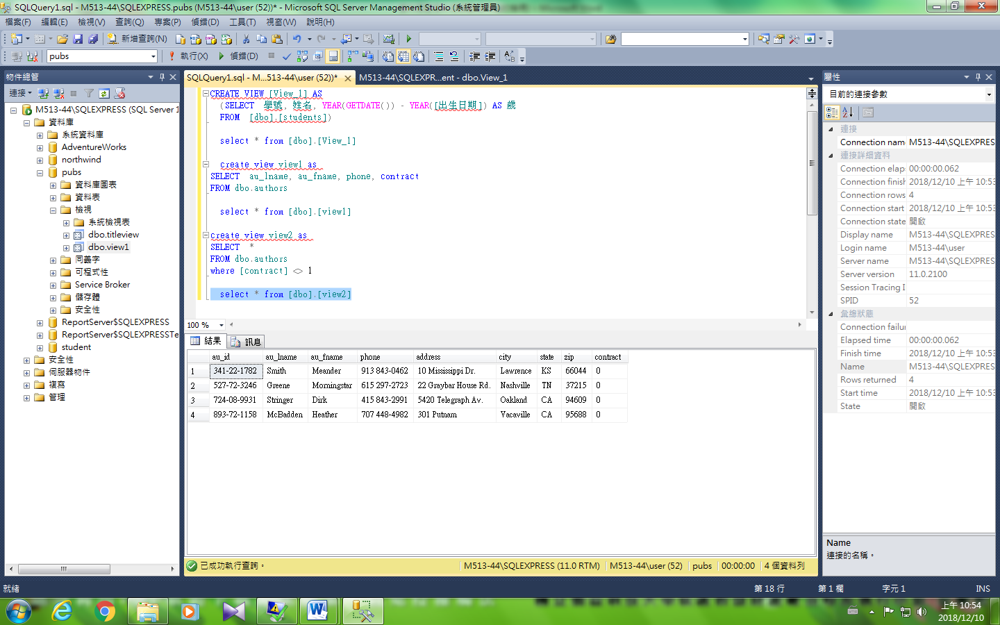 SQLQuery1.sql - M513-44\SQLEXPRESS.pubs (M513-44\user (52))* - Microsoft SQL Server Management Studio (系統管理員)
檔案(F) 編輯(E) 檢視(V) 查詢(Q) 專案(P) 偵錯(D) 工具(T) 視窗(W) 說明(H)
新增查詢(N)
pubs 執行(X) 偵錯(D)
物件總管
連接
M513-44\SQLEXPRESS (SQL Server 1
資料庫
系統資料庫
AdventureWorks
northwind
pubs
資料庫圖表
資料表
檢視
系統檢視表
dbo.titleview
dbo.view1
同義字
可程式性
Service Broker
儲存體
安全性
ReportServer$SQLEXPRESS
ReportServer$SQLEXPRESSTe
student
安全性
伺服器物件
複寫
管理
SQLQuery1.sql - M...513-44\user (52))* M513-44\SQLEXPR...ent - dbo.View_1
CREATE VIEW [View_1] AS
(SELECT 學號, 姓名, YEAR(GETDATE()) - YEAR([出生日期]) AS 歲
FROM [dbo].[students])
select * from [dbo].[View_1]
create view view1 as
SELECT au_lname, au_fname, phone, contract
FROM dbo.authors
select * from [dbo].[view1]
create view view2 as
SELECT *
FROM dbo.authors
where [contract] <> 1
select * from [dbo].[view2]
100 %
結果 訊息
au_id au_lname au_fname phone address city state zip contract
1 341-22-1782 Smith Meander 913 843-0462 10 Mississippi Dr. Lawrence KS 66044 0
2 527-72-3246 Greene Morningstar 615 297-2723 22 Graybar House Rd. Nashville TN 37215 0
3 724-08-9931 Stringer Dirk 415 843-2991 5420 Telegraph Av. Oakland CA 94609 0
4 893-72-1158 McBadden Heather 707 448-4982 301 Putnam Vacaville CA 95688 0
已成功執行查詢。 M513-44\SQLEXPRESS (11.0 RTM) M513-44\user (52) pubs 00:00:00 4 個資料列
屬性
目前的連接參數
連接
Connection nam M513-44\SQLEXPRES
連接詳細資料
Connection elap 00:00:00.062
Connection finish 2018/12/10 上午 10:53
Connection rows 4
Connection start 2018/12/10 上午 10:53
Connection state 開啟
Display name M513-44\SQLEXPRES
Login name M513-44\user
Server name M513-44\SQLEXPRES
Server version 11.0.2100
Session Tracing I
SPID 52
彙總狀態
Connection failur
Elapsed time 00:00:00.062
Finish time 2018/12/10 上午 10:53
Name M513-44\SQLEXPRES
Rows returned 4
Start time 2018/12/10 上午 10:53
State 開啟
Name
連接的名稱。
就緒 第 18 行 第 1 欄 字元 1 INS
上午 10:54
2018/12/10